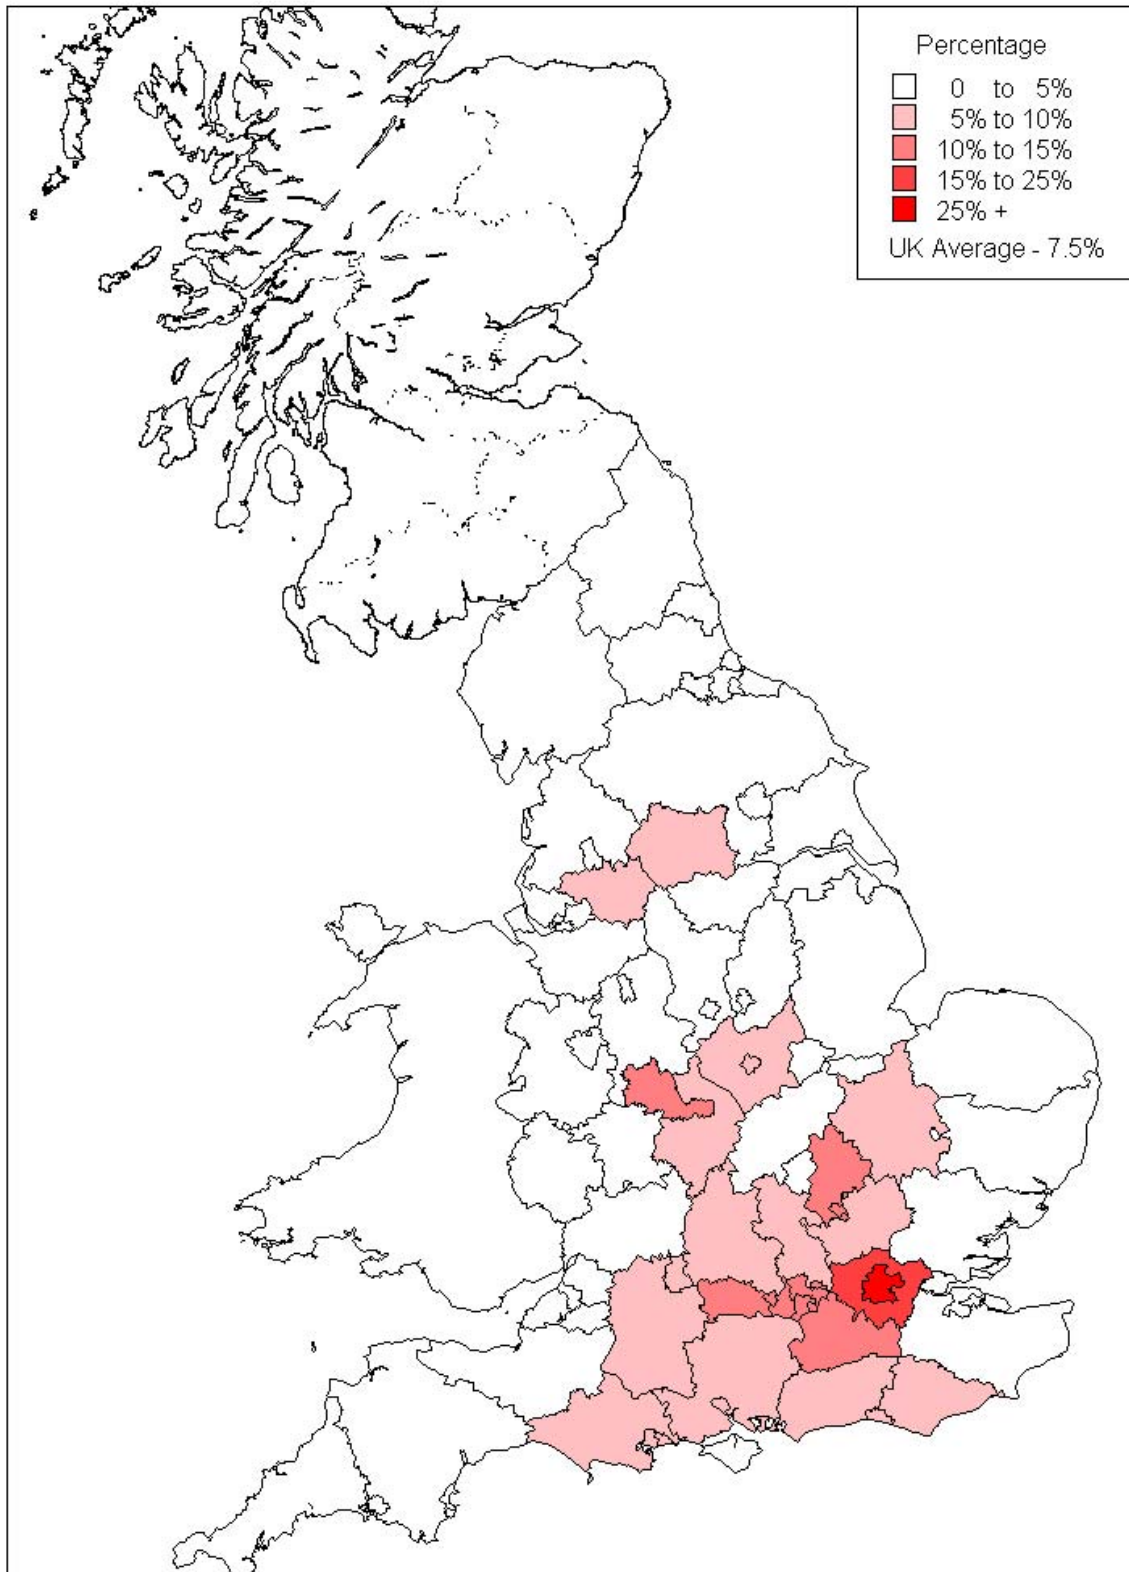 Percentage
0 to 5%
5% to 10%
10% to 15%
15% to 25%
25% +
UK Average - 7.5%